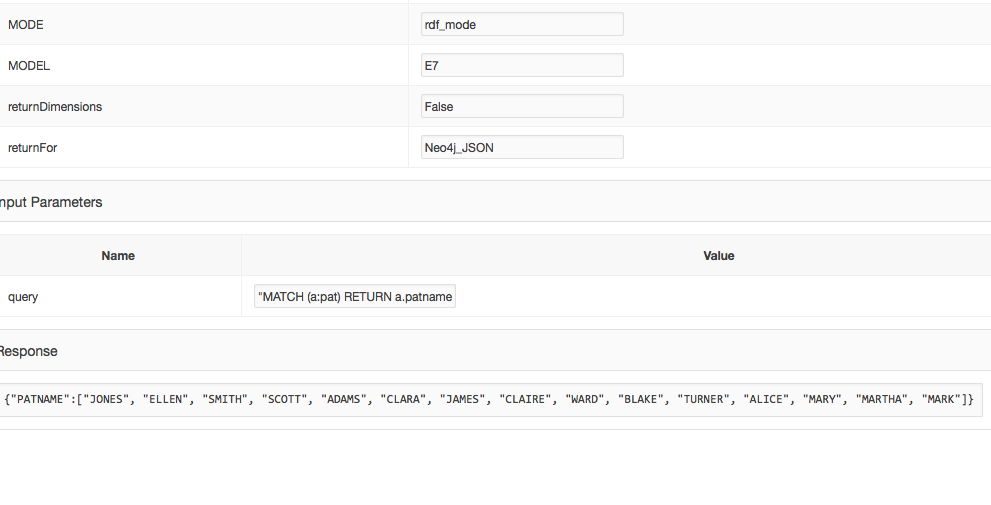 MODE rdf_mode
MODEL E7
returnDimensions False
returnFor Neo4j_JSON
nput Parameters
Name Value
query "MATCH (a:pat) RETURN a.patname
Response
{"PATNAME":["JONES", "ELLEN", "SMITH", "SCOTT", "ADAMS", "CLARA", "JAMES", "CLAIRE", "WARD", "BLAKE", "TURNER", "ALICE", "MARY", "MARTHA", "MARK"]}